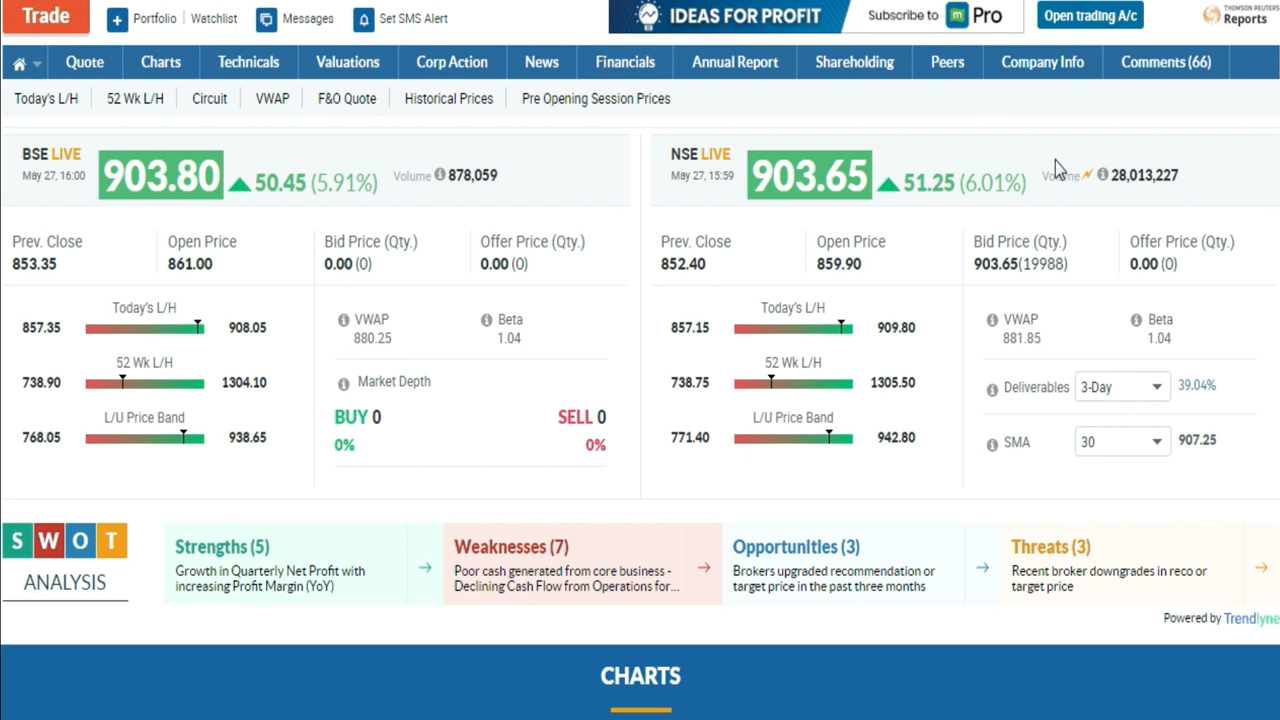 Trade
Portfolio
Watchlist
Messages
Set SMS Alert
IDEAS FOR PROFIT
Subscribe to m Pro
Open trading A/c
THOMSON REUTERS
Reports
Quote
Charts
Technicals
Valuations
Corp Action
News
Financials
Annual Report
Shareholding
Peers
Company Info
Comments (66)
Today's L/H
52 Wk L/H
Circuit
VWAP
F&O Quote
Historical Prices
Pre Opening Session Prices
BSE LIVE
May 27, 16:00
903.80
50.45 (5.91%)
Volume 878,059
Prev. Close
853.35
Open Price
861.00
Bid Price (Qty.)
0.00 (0)
Offer Price (Qty.)
0.00 (0)
Today's L/H
857.35
908.05
52 Wk L/H
738.90
1304.10
L/U Price Band
768.05
938.65
VWAP
880.25
Beta
1.04
Market Depth
BUY 0
SELL 0
0%
0%
NSE LIVE
May 27, 15:59
903.65
51.25 (6.01%)
Volume 28,013,227
Prev. Close
852.40
Open Price
859.90
Bid Price (Qty.)
903.65(19988)
Offer Price (Qty.)
0.00 (0)
Today's L/H
857.15
909.80
52 Wk L/H
738.75
1305.50
L/U Price Band
771.40
942.80
VWAP
881.85
Beta
1.04
Deliverables 3-Day 39.04%
SMA 30 907.25
SWOT
ANALYSIS
Strengths (5)
Growth in Quarterly Net Profit with
increasing Profit Margin (YoY)
Weaknesses (7)
Poor cash generated from core business -
Declining Cash Flow from Operations for...
Opportunities (3)
Brokers upgraded recommendation or
target price in the past three months
Threats (3)
Recent broker downgrades in reco or
target price
Powered by Trendlyne
CHARTS